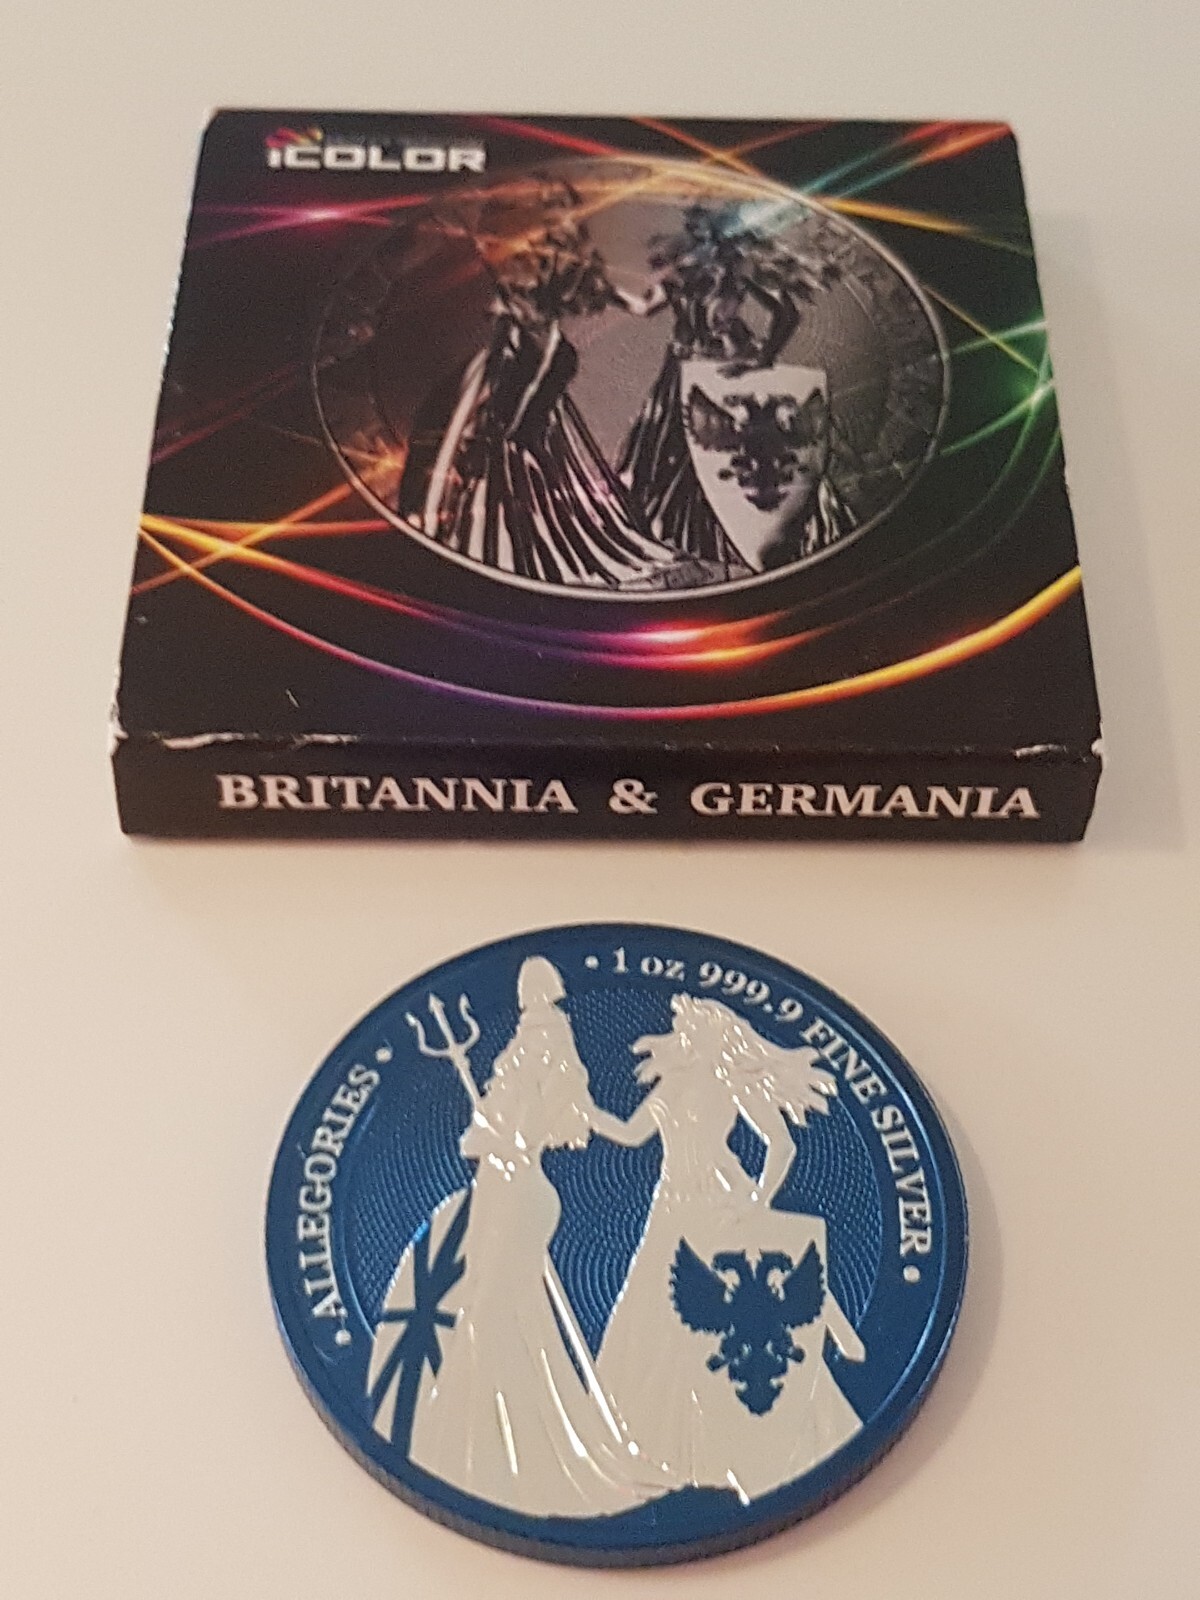 iCOLOR
BRITANNIA & GERMANIA
• ALLEGORIES •
• 1 oz 999.9 FINE SILVER •